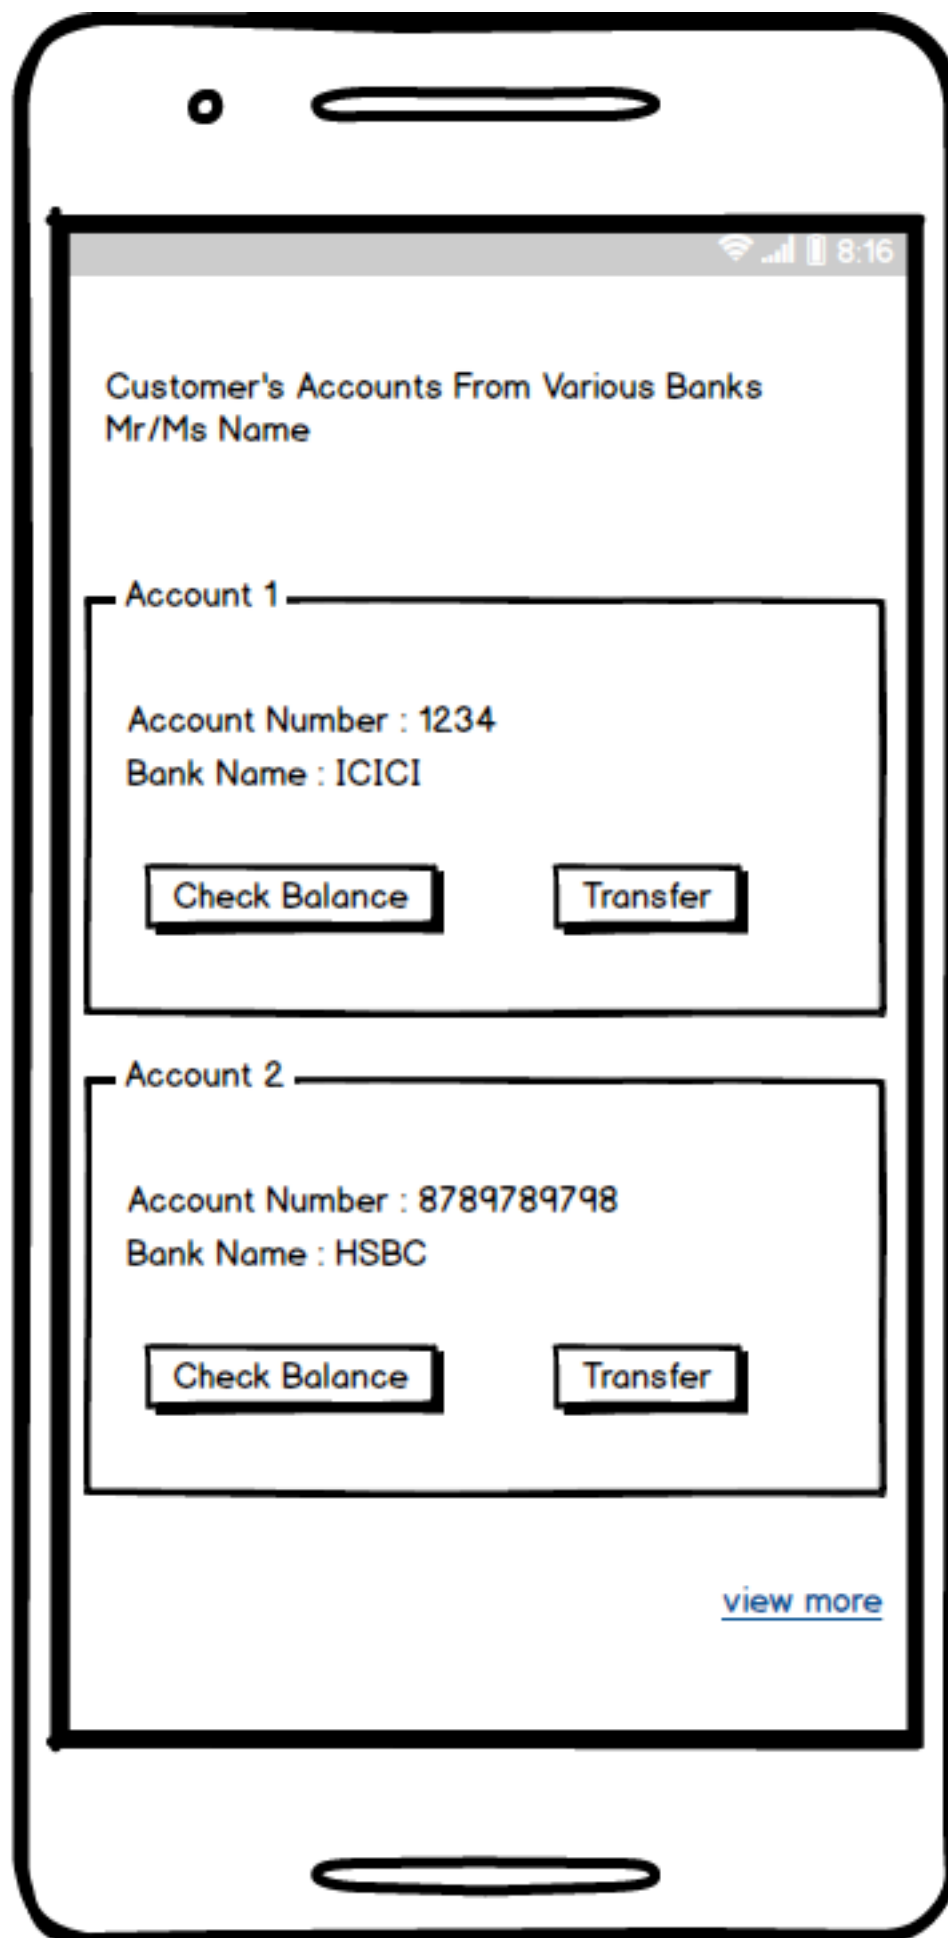 8:16
Customer's Accounts From Various Banks
Mr/Ms Name
Account 1
Account Number : 1234
Bank Name : ICICI
Check Balance Transfer
Account 2
Account Number : 8789789798
Bank Name : HSBC
Check Balance Transfer
view more